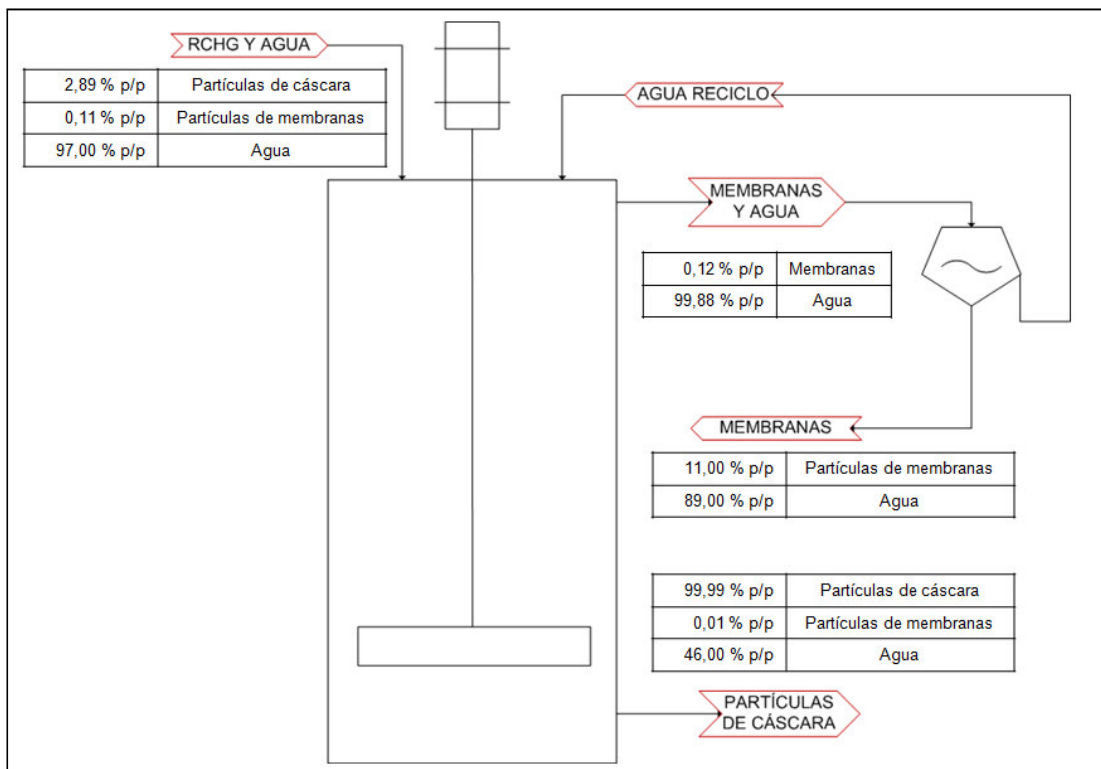 RCHG Y AGUA
2,89 % p/p Partículas de cáscara
0,11 % p/p Partículas de membranas
97,00 % p/p Agua
AGUA RECICLO
MEMBRANAS
Y AGUA
0,12 % p/p Membranas
99,88 % p/p Agua
MEMBRANAS
11,00 % p/p Partículas de membranas
89,00 % p/p Agua
99,99 % p/p Partículas de cáscara
0,01 % p/p Partículas de membranas
46,00 % p/p Agua
PARTÍCULAS
DE CÁSCARA